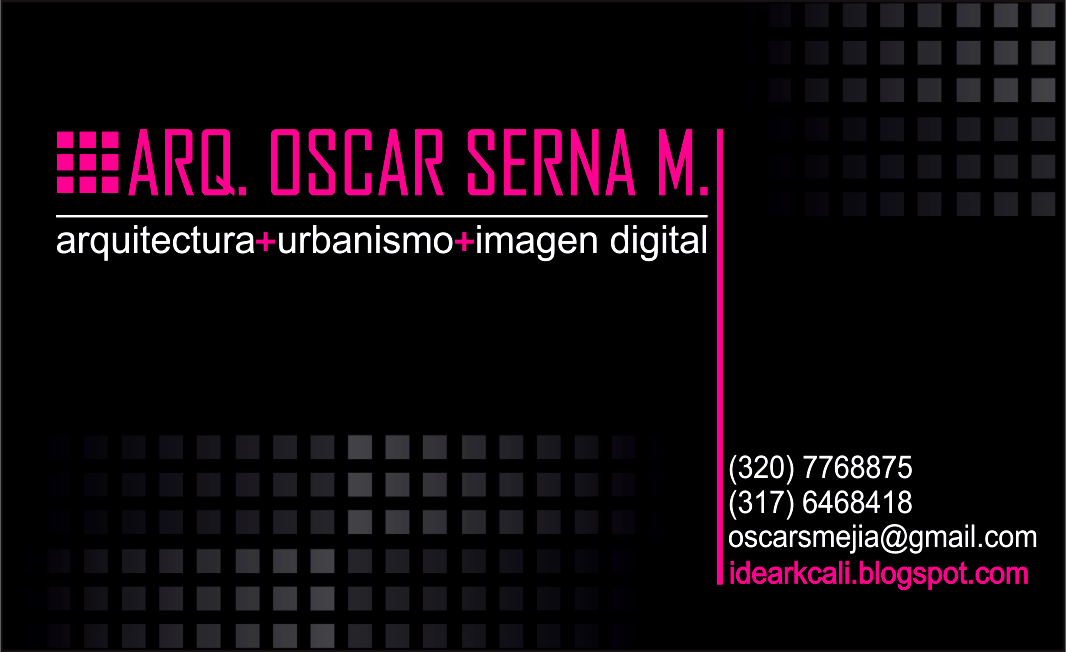 ARQ. OSCAR SERNA M.
arquitectura+urbanismo+imagen digital
(320) 7768875
(317) 6468418
oscarsmejia@gmail.com
idearkcali.blogspot.com